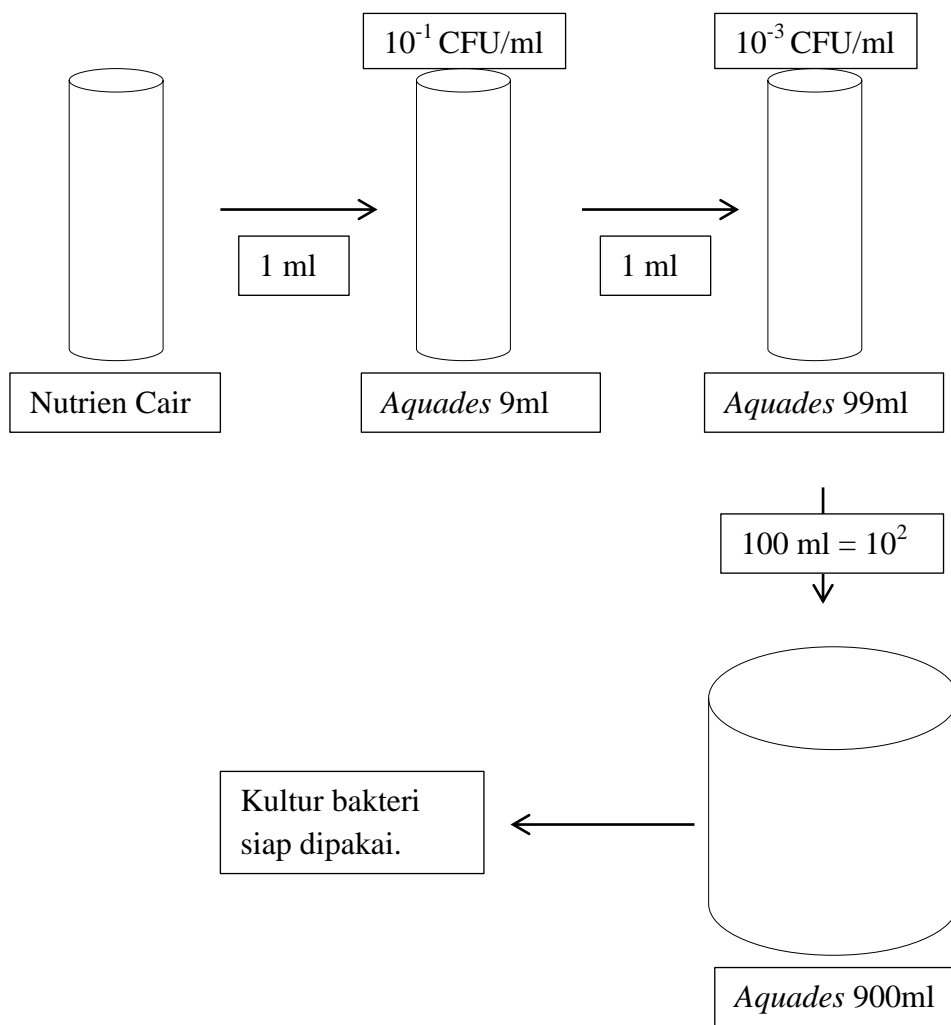 10⁻¹ CFU/ml
10⁻³ CFU/ml
1 ml
1 ml
Nutrien Cair
Aquades 9ml
Aquades 99ml
100 ml = 10²
Kultur bakteri
siap dipakai.
Aquades 900ml